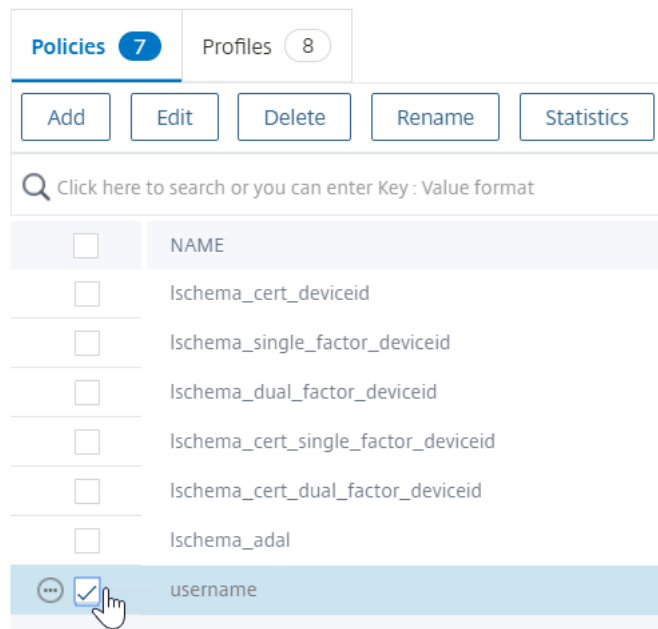 Policies 7 Profiles 8
Add Edit Delete Rename Statistics
Click here to search or you can enter Key : Value format
NAME
lschema_cert_deviceid
lschema_single_factor_deviceid
lschema_dual_factor_deviceid
lschema_cert_single_factor_deviceid
lschema_cert_dual_factor_deviceid
lschema_adal
username